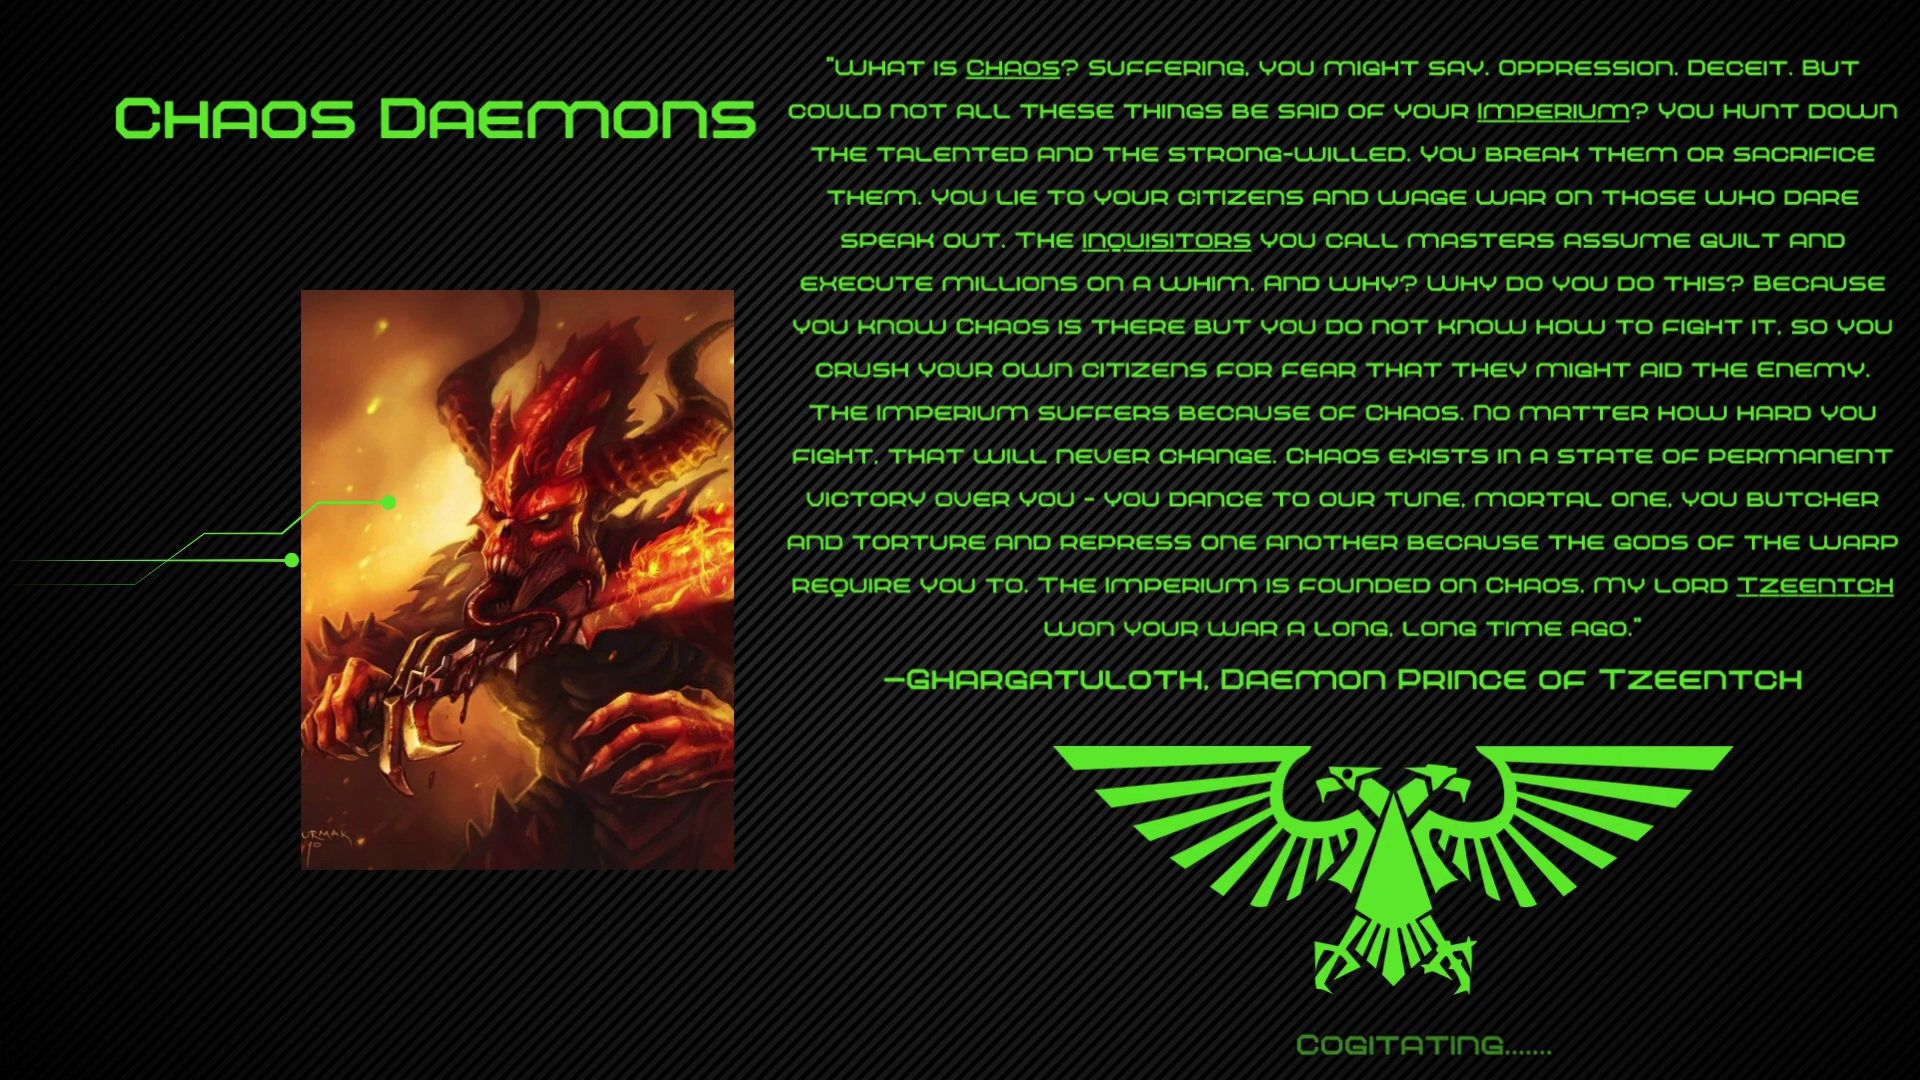 Chaos Daemons
"What is Chaos? Suffering, you might say. Oppression. Deceit. But
could not all these things be said of your Imperium? You hunt down
the talented and the strong-willed. You break them or sacrifice
them. You lie to your citizens and wage war on those who dare
speak out. The inquisitors you call masters assume guilt and
execute millions on a whim. And why? Why do you do this? Because
you know Chaos is there but you do not know how to fight it, so you
crush your own citizens for fear that they might aid the Enemy.
The Imperium suffers because of Chaos. No matter how hard you
fight, that will never change. Chaos exists in a state of permanent
victory over you - you dance to our tune, mortal one, you butcher
and torture and repress one another because the gods of the warp
require you to. The Imperium is founded on Chaos. My lord Tzeentch
won your war a long, long time ago."
—Ghargatuloth, Daemon Prince of Tzeentch
Cogitating.......